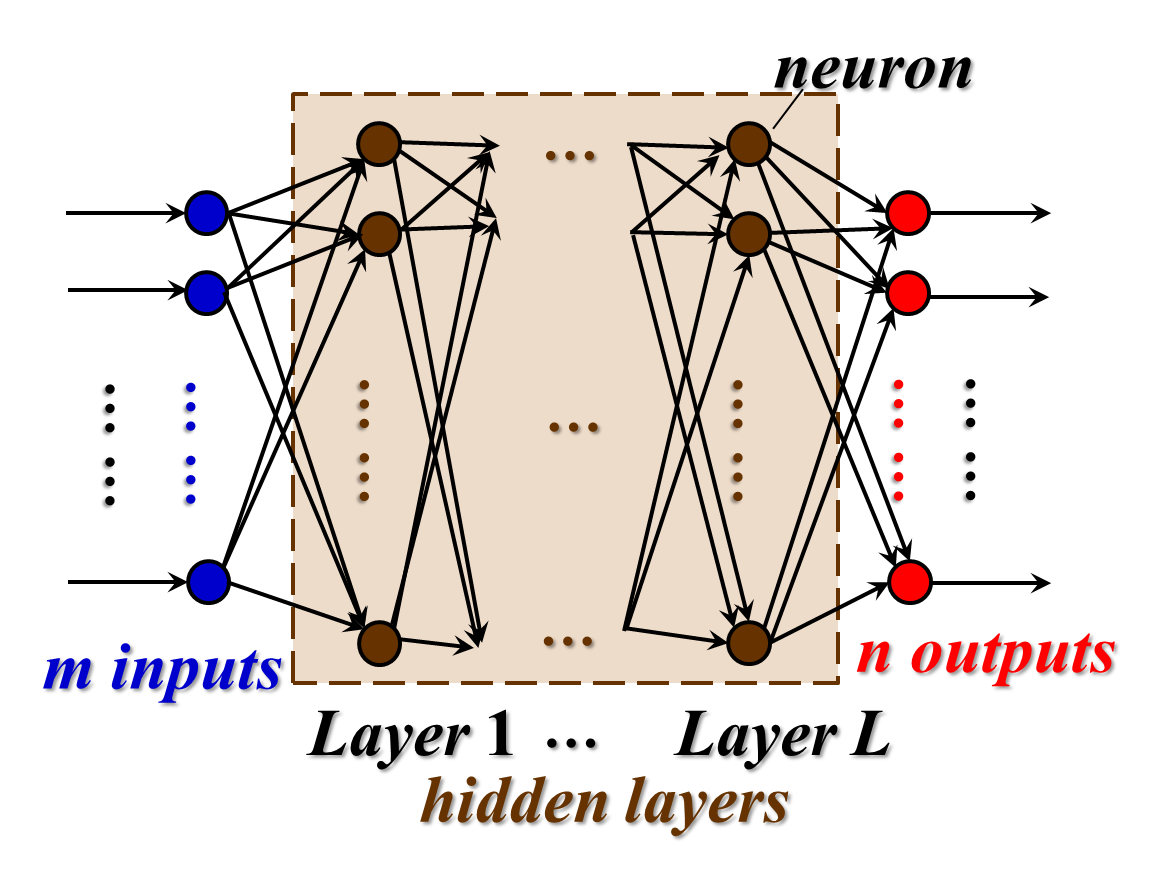 neuron
m inputs
n outputs
Layer 1 … Layer L
hidden layers